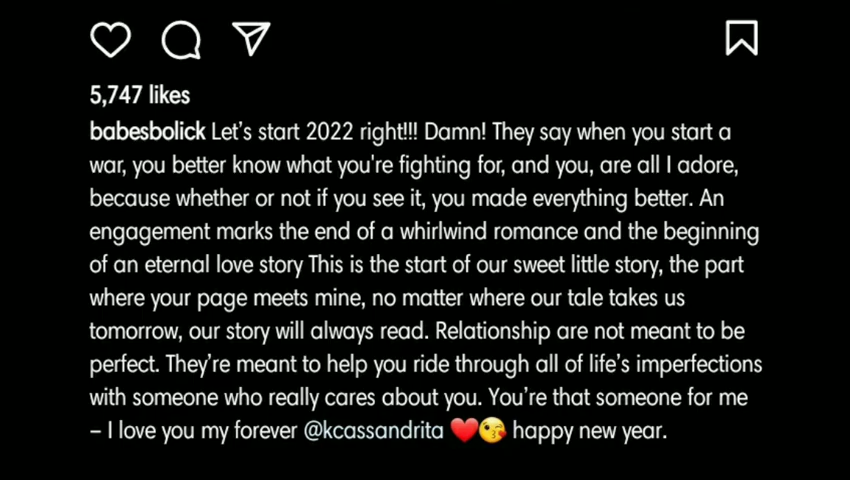 5,747 likes
babesbolick Let’s start 2022 right!!! Damn! They say when you start a
war, you better know what you're fighting for, and you, are all I adore,
because whether or not if you see it, you made everything better. An
engagement marks the end of a whirlwind romance and the beginning
of an eternal love story This is the start of our sweet little story, the part
where your page meets mine, no matter where our tale takes us
tomorrow, our story will always read. Relationship are not meant to be
perfect. They’re meant to help you ride through all of life’s imperfections
with someone who really cares about you. You’re that someone for me
– I love you my forever @kcassandrita ❤️😘 happy new year.